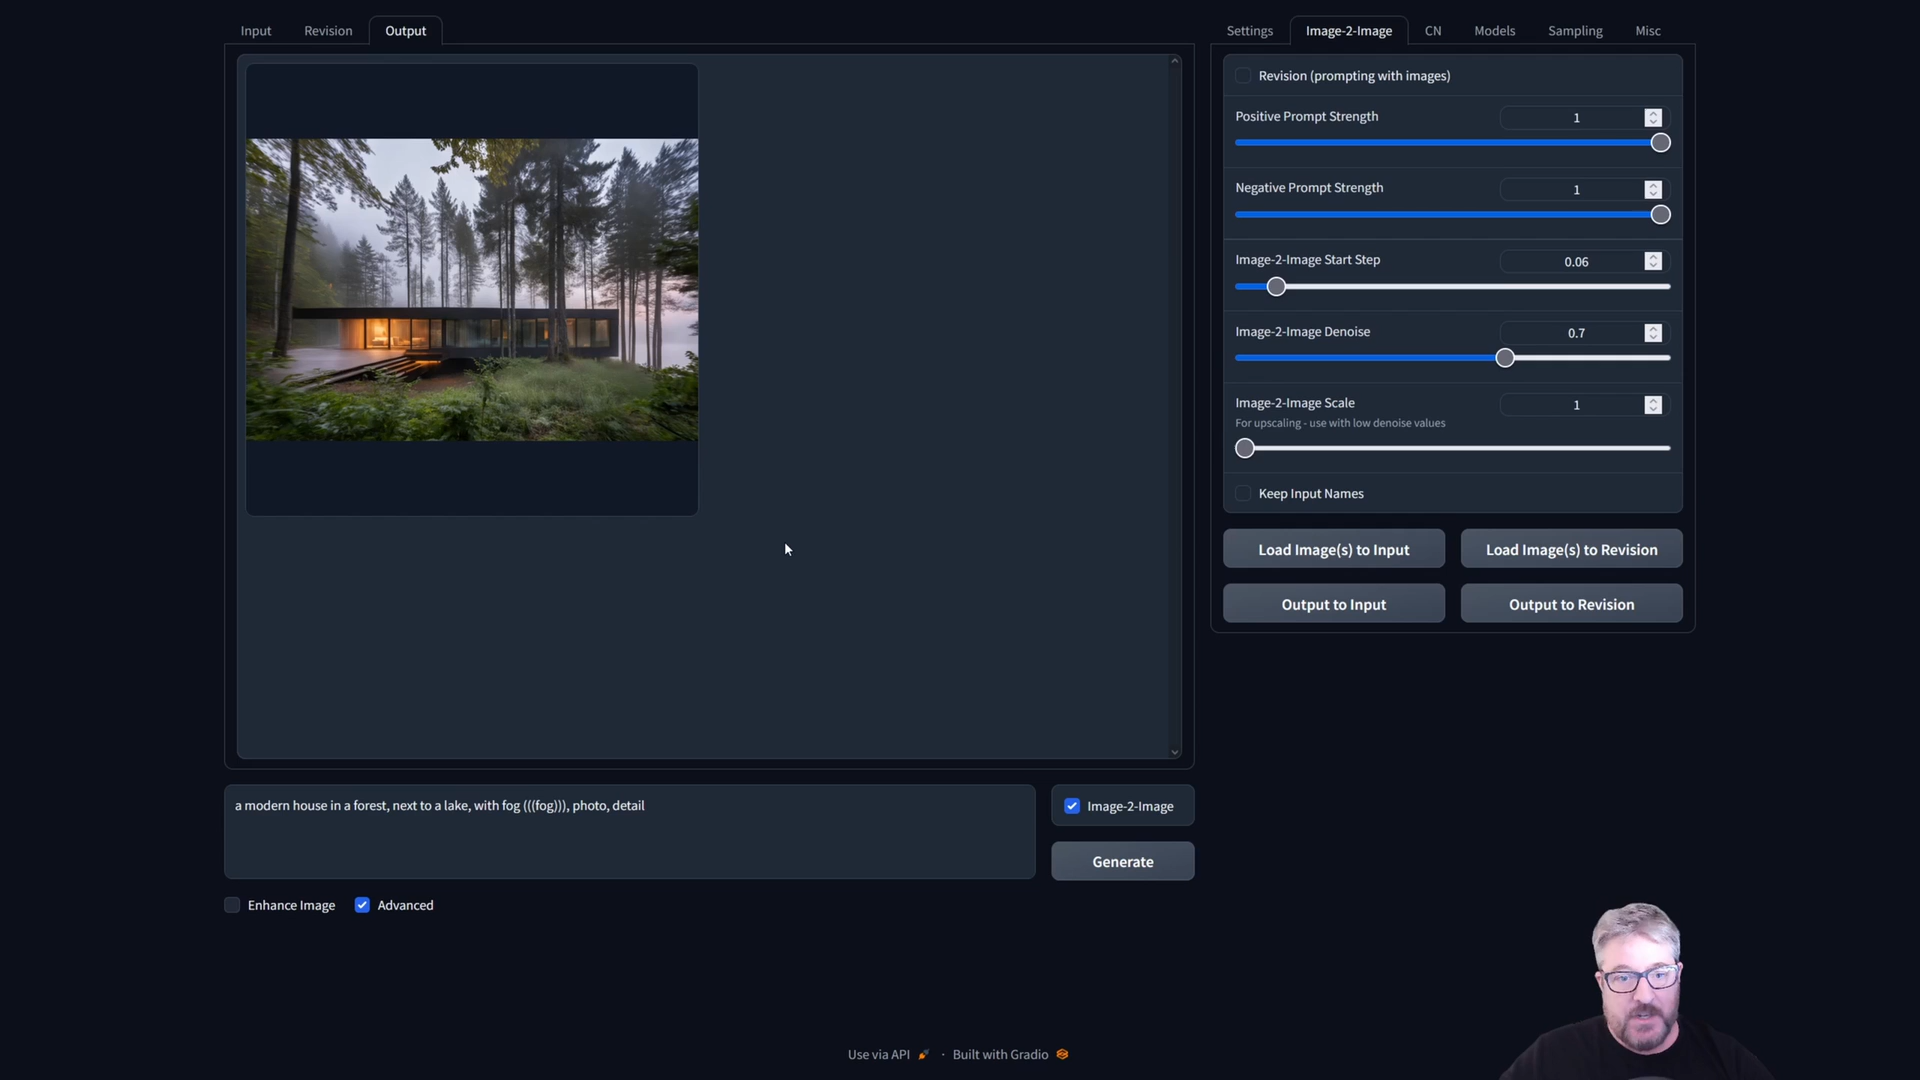 Input
Revision
Output
Settings
Image-2-Image
CN
Models
Sampling
Misc
Revision (prompting with images)
Positive Prompt Strength
1
Negative Prompt Strength
1
Image-2-Image Start Step
0.06
Image-2-Image Denoise
0.7
Image-2-Image Scale
1
For upscaling - use with low denoise values
Keep Input Names
Load Image(s) to Input
Load Image(s) to Revision
Output to Input
Output to Revision
a modern house in a forest, next to a lake, with fog (((fog))), photo, detail
Image-2-Image
Generate
Enhance Image
Advanced
Use via API · Built with Gradio